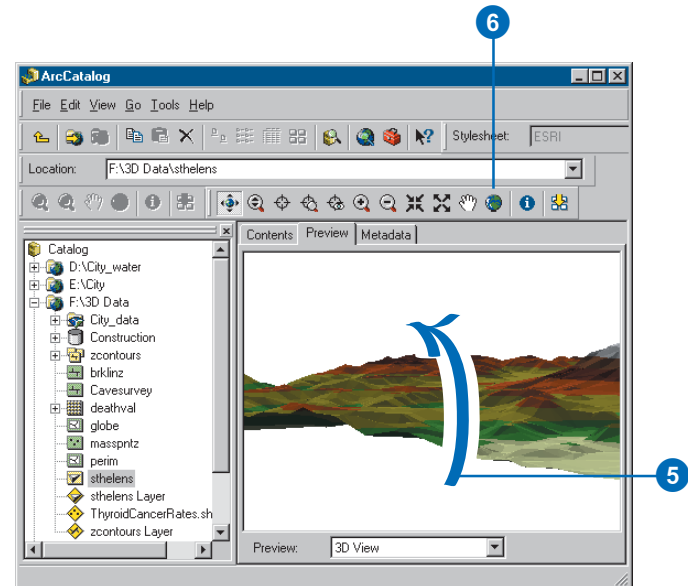 6
ArcCatalog
File Edit View Go Tools Help
Stylesheet: ESRI
Location: F:\3D Data\sthelens
Contents Preview Metadata
Catalog
D:\City_water
E:\City
F:\3D Data
City_data
Construction
zcontours
brklinz
Cavesurvey
deathval
globe
masspntz
perim
sthelens
sthelens Layer
ThyroidCancerRates.sh
zcontours Layer
5
Preview: 3D View